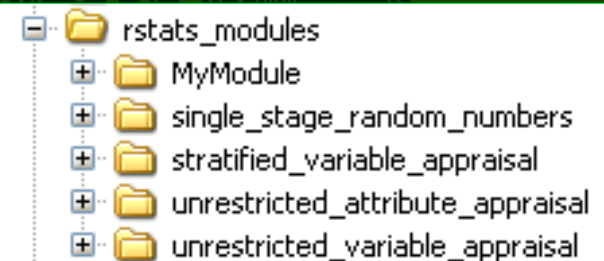 rstats_modules
MyModule
single_stage_random_numbers
stratified_variable_appraisal
unrestricted_attribute_appraisal
unrestricted_variable_appraisal